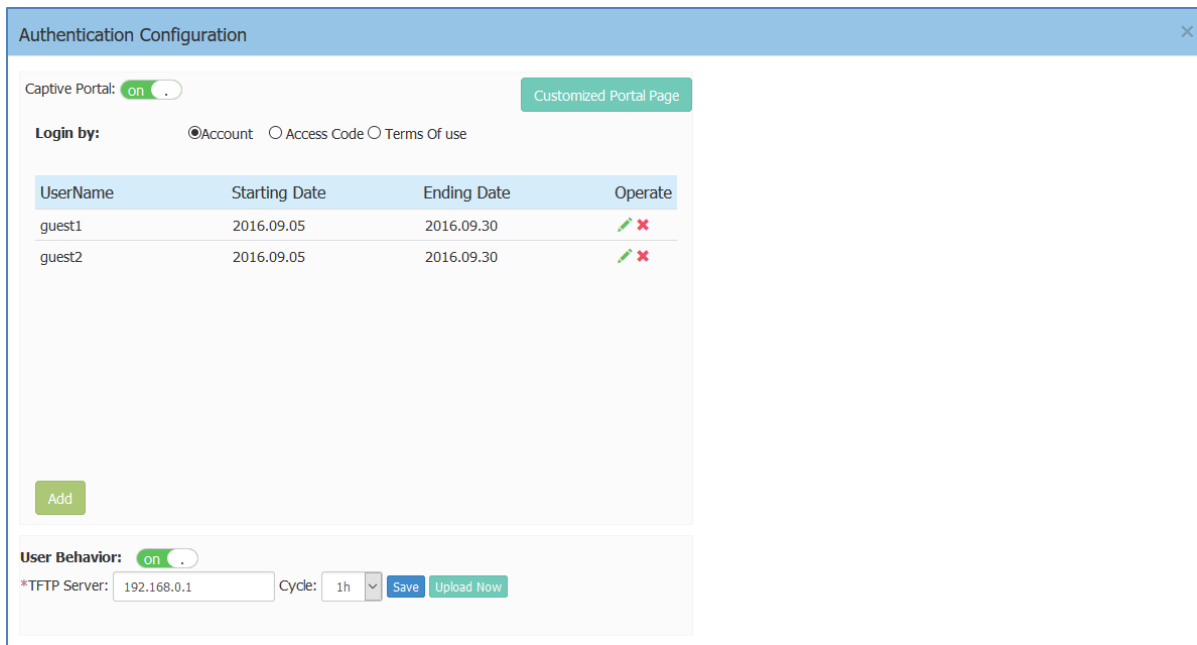 Authentication Configuration
Captive Portal: on . Customized Portal Page
Login by: Account Access Code Terms Of use
UserName Starting Date Ending Date Operate
guest1 2016.09.05 2016.09.30
guest2 2016.09.05 2016.09.30
Add
User Behavior: on .
*TFTP Server: 192.168.0.1 Cycle: 1h Save Upload Now